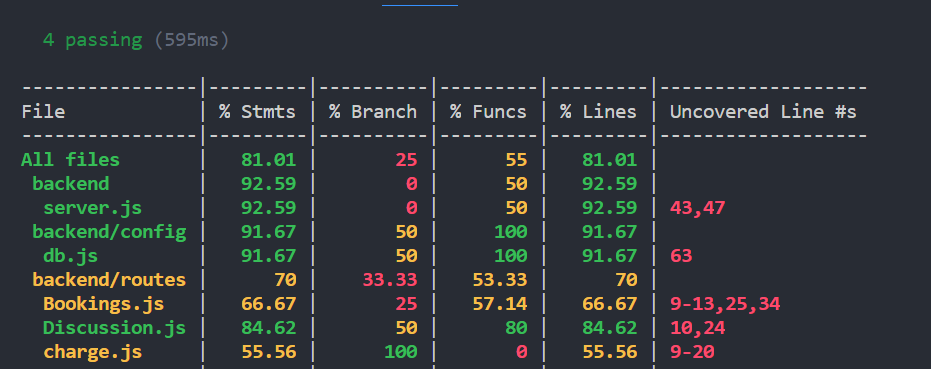 4 passing (595ms)
----------------|---------|----------|---------|---------|-------------------
File            | % Stmts | % Branch | % Funcs | % Lines | Uncovered Line #s
----------------|---------|----------|---------|---------|-------------------
All files       |   81.01 |       25 |      55 |   81.01 |
 backend        |   92.59 |        0 |      50 |   92.59 |
  server.js     |   92.59 |        0 |      50 |   92.59 | 43,47
 backend/config |   91.67 |       50 |     100 |   91.67 |
  db.js         |   91.67 |       50 |     100 |   91.67 | 63
 backend/routes |      70 |    33.33 |   53.33 |      70 |
  Bookings.js   |   66.67 |       25 |   57.14 |   66.67 | 9-13,25,34
  Discussion.js |   84.62 |       50 |      80 |   84.62 | 10,24
  charge.js     |   55.56 |      100 |       0 |   55.56 | 9-20